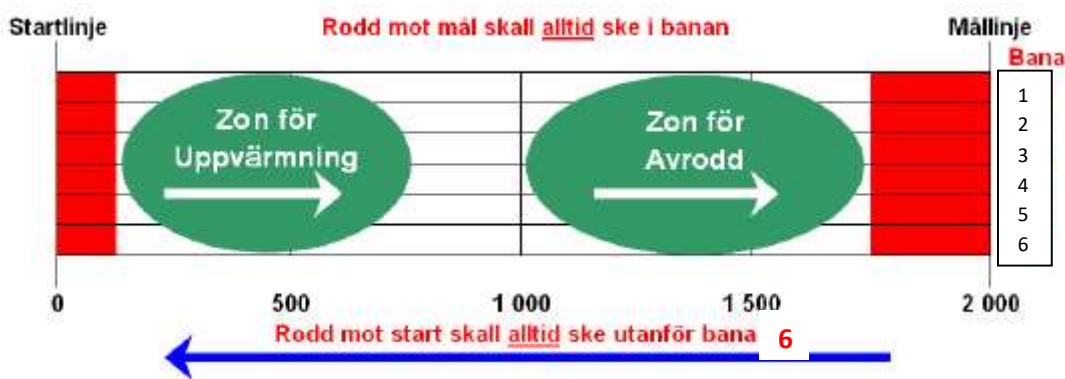 Startlinje
Rodd mot mål skall alltid ske i banan
Mållinje
Bana
1
2
3
4
5
6
Zon för
Uppvärmning
Zon för
Avrodd
0 500 1 000 1 500 2 000
Rodd mot start skall alltid ske utanför bana 6